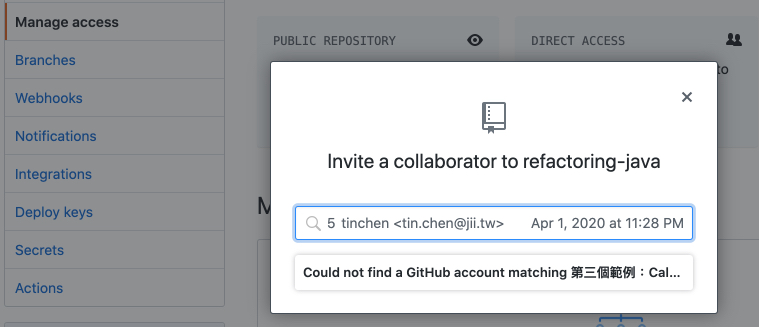 Manage access
Branches
Webhooks
Notifications
Integrations
Deploy keys
Secrets
Actions
PUBLIC REPOSITORY
DIRECT ACCESS
to
Invite a collaborator to refactoring-java
5 tinchen <tin.chen@jii.tw> Apr 1, 2020 at 11:28 PM
Could not find a GitHub account matching 第三個範例：Cal...
M